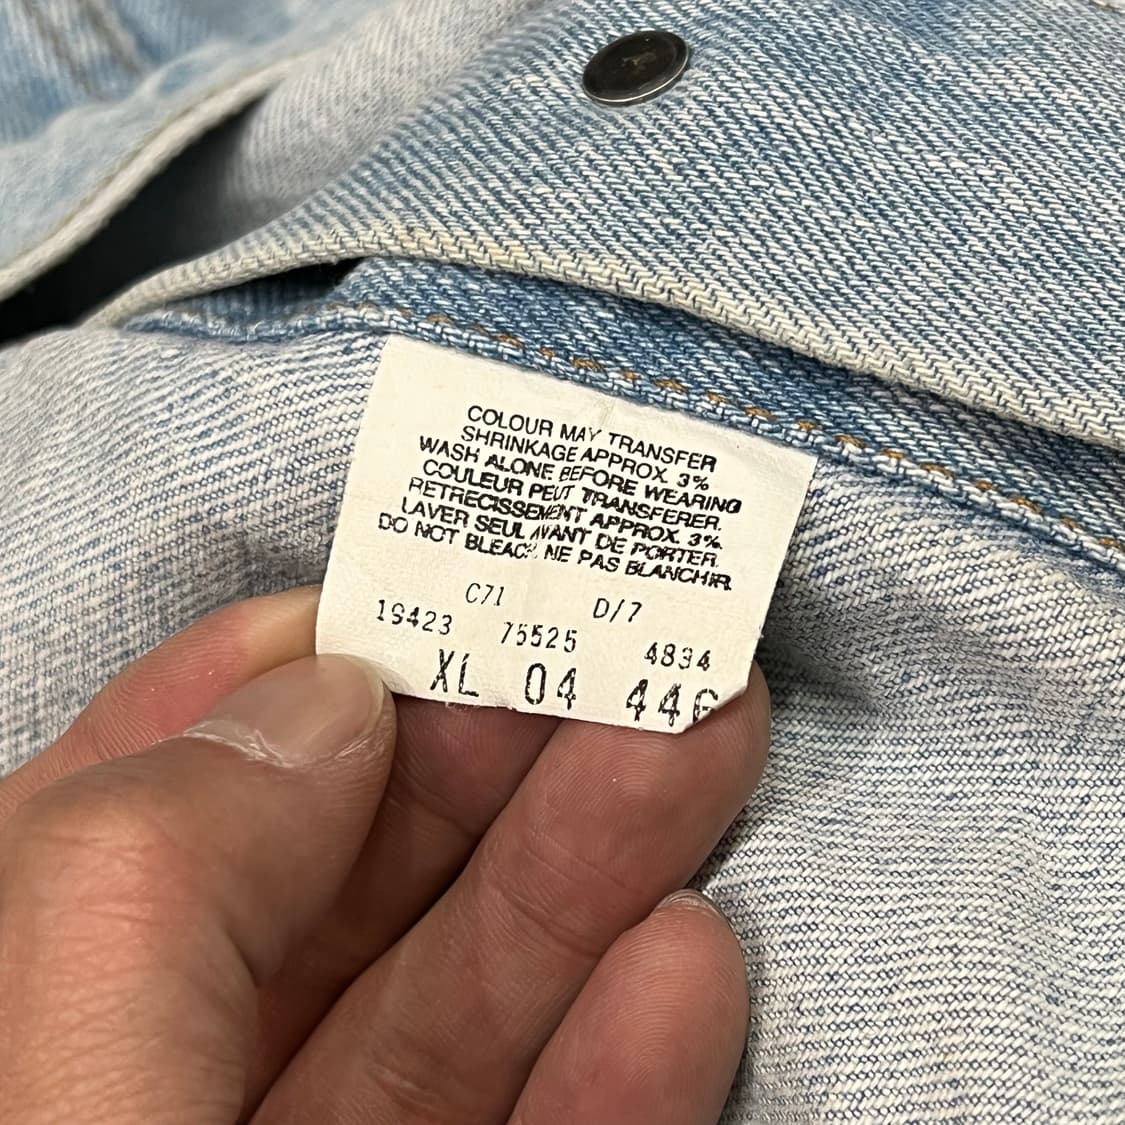 COLOUR MAY TRANSFER
SHRINKAGE APPROX. 3%
WASH ALONE BEFORE WEARING
COULEUR PEUT TRANSFERER.
RETRECISSEMENT APPROX. 3%.
LAVER SEUL AVANT DE PORTER.
DO NOT BLEACH. NE PAS BLANCHIR.
C71 D/7
19423 75525 4834
XL 04